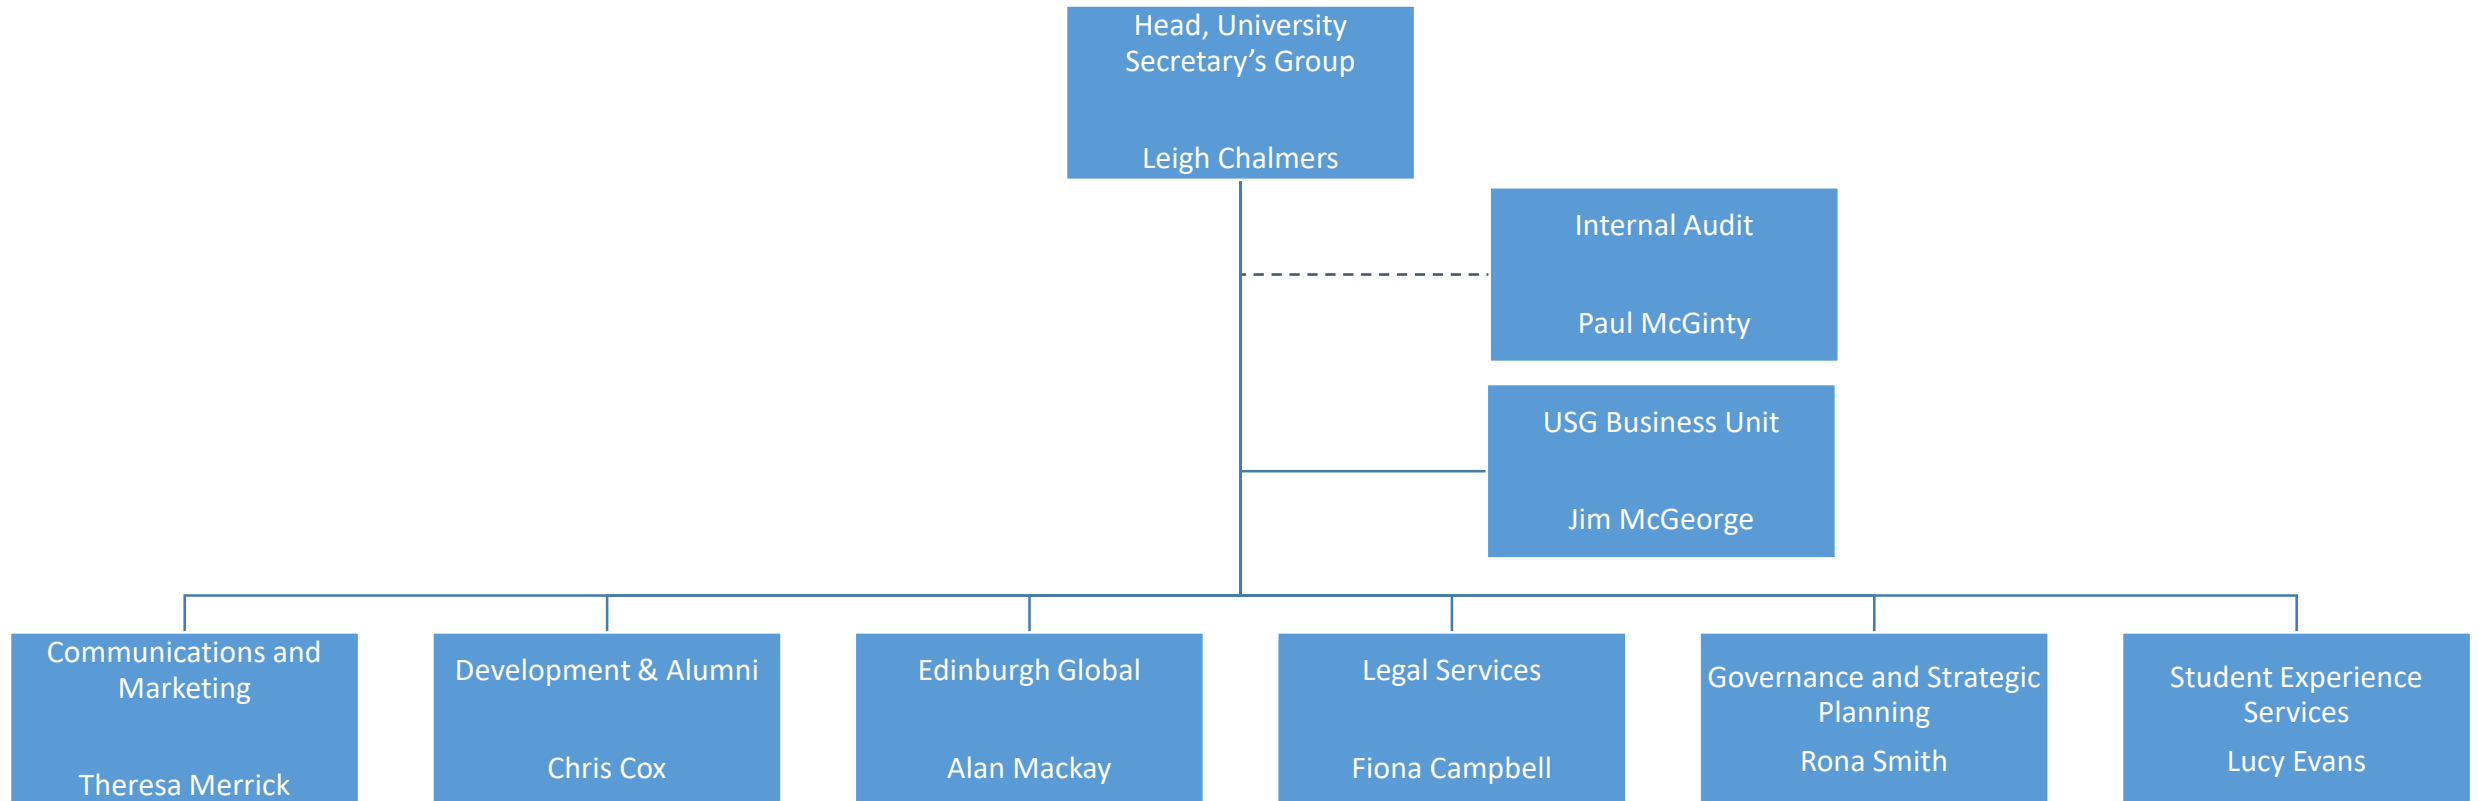 Head, University
Secretary’s Group
Leigh Chalmers
Internal Audit
Paul McGinty
USG Business Unit
Jim McGeorge
Communications and
Marketing
Theresa Merrick
Development & Alumni
Chris Cox
Edinburgh Global
Alan Mackay
Legal Services
Fiona Campbell
Governance and Strategic
Planning
Rona Smith
Student Experience
Services
Lucy Evans